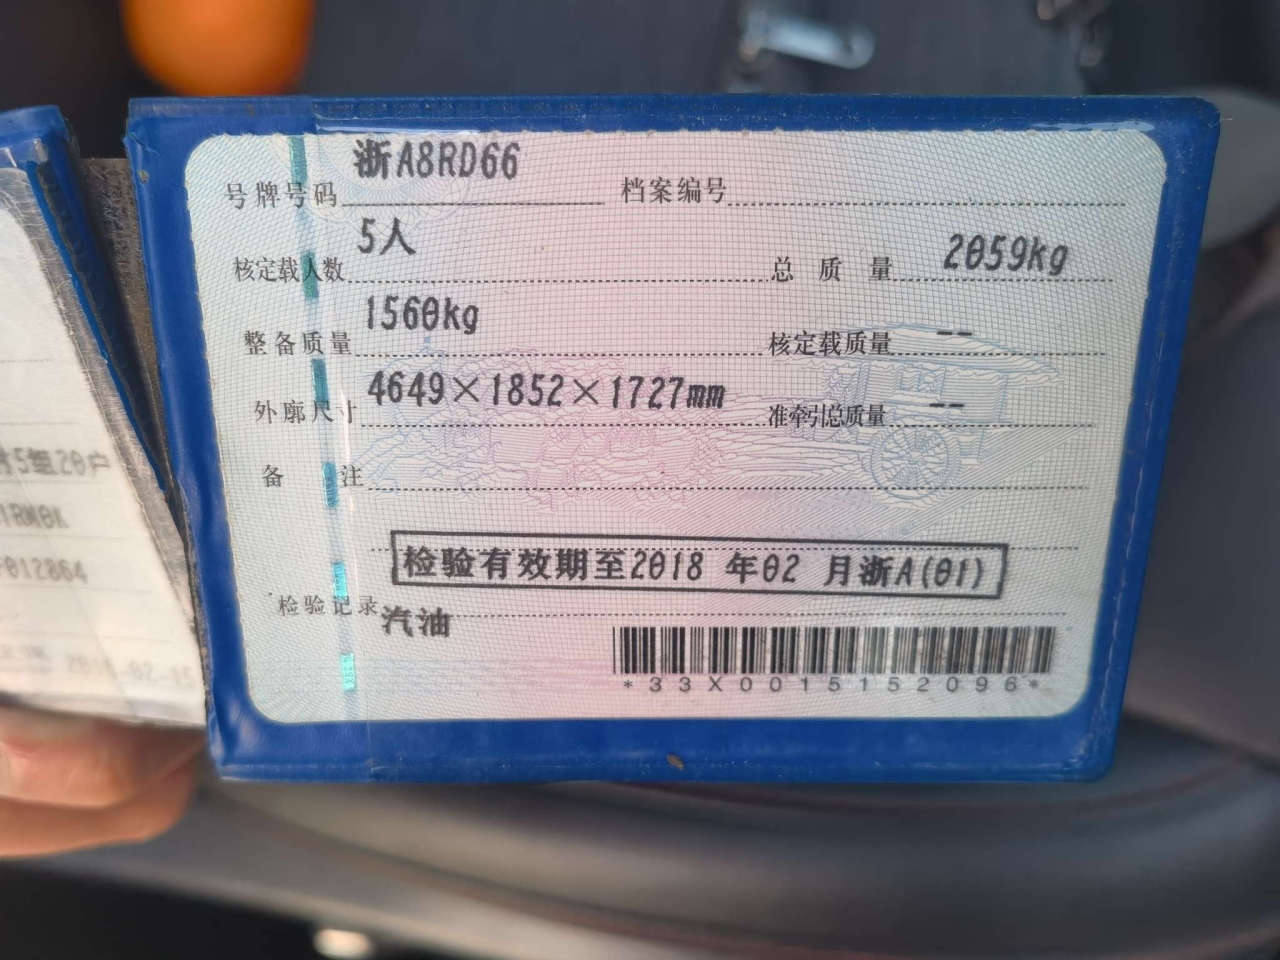 号牌号码 浙A8RD66 档案编号
核定载人数 5人 总质量 2059kg
整备质量 1560kg 核定载质量 --
外廓尺寸 4649×1852×1727mm 准牵引总质量 --
备注
检验有效期至2018 年02 月浙A(01)
检验记录 汽油
*33X0015152096*
5组20户
012864